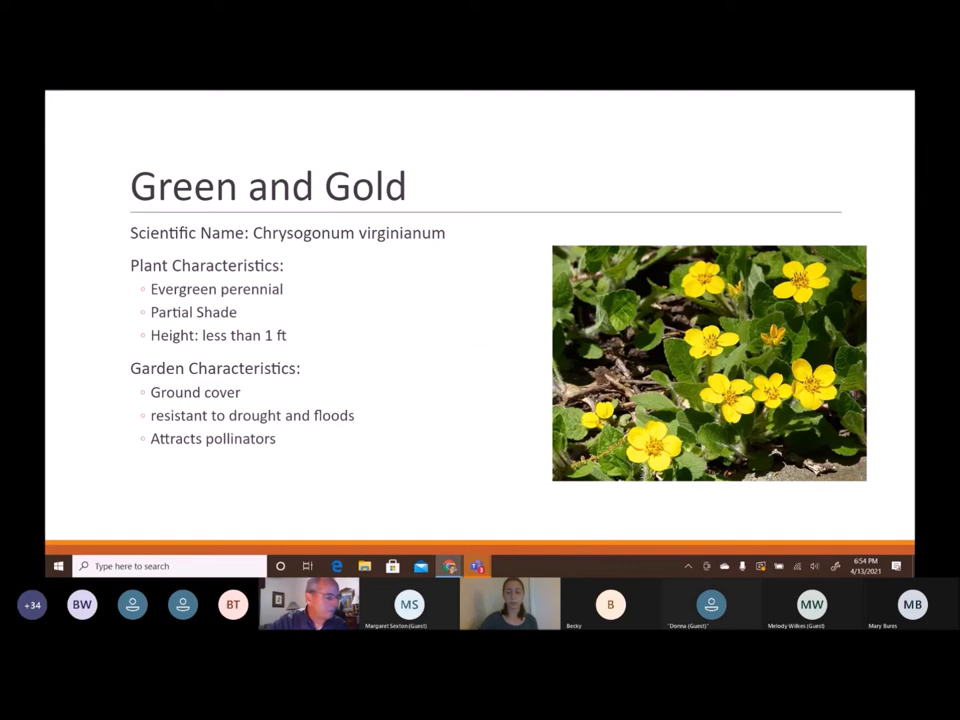 Green and Gold
Scientific Name: Chrysogonum virginianum
Plant Characteristics:
Evergreen perennial
Partial Shade
Height: less than 1 ft
Garden Characteristics:
Ground cover
resistant to drought and floods
Attracts pollinators
Type here to search
6:54 PM
4/13/2021
+34
BW
BT
MS
Margaret Sexton (Guest)
B
Becky
"Donna (Guest)"
MW
Melody Wilkes (Guest)
MB
Mary Bures